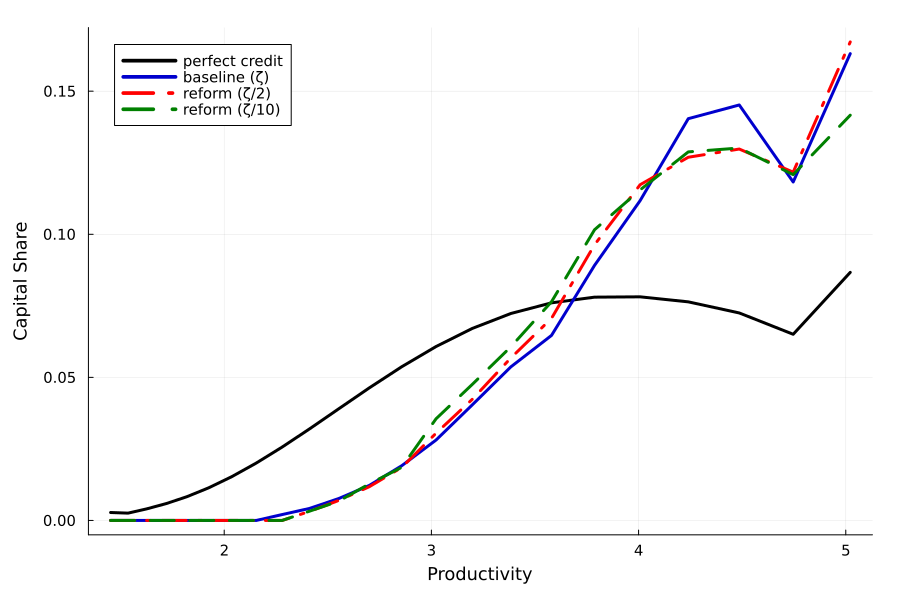 perfect credit
baseline (ζ)
reform (ζ/2)
reform (ζ/10)
0.15
0.10
0.05
0.00
Capital Share
2 3 4 5
Productivity